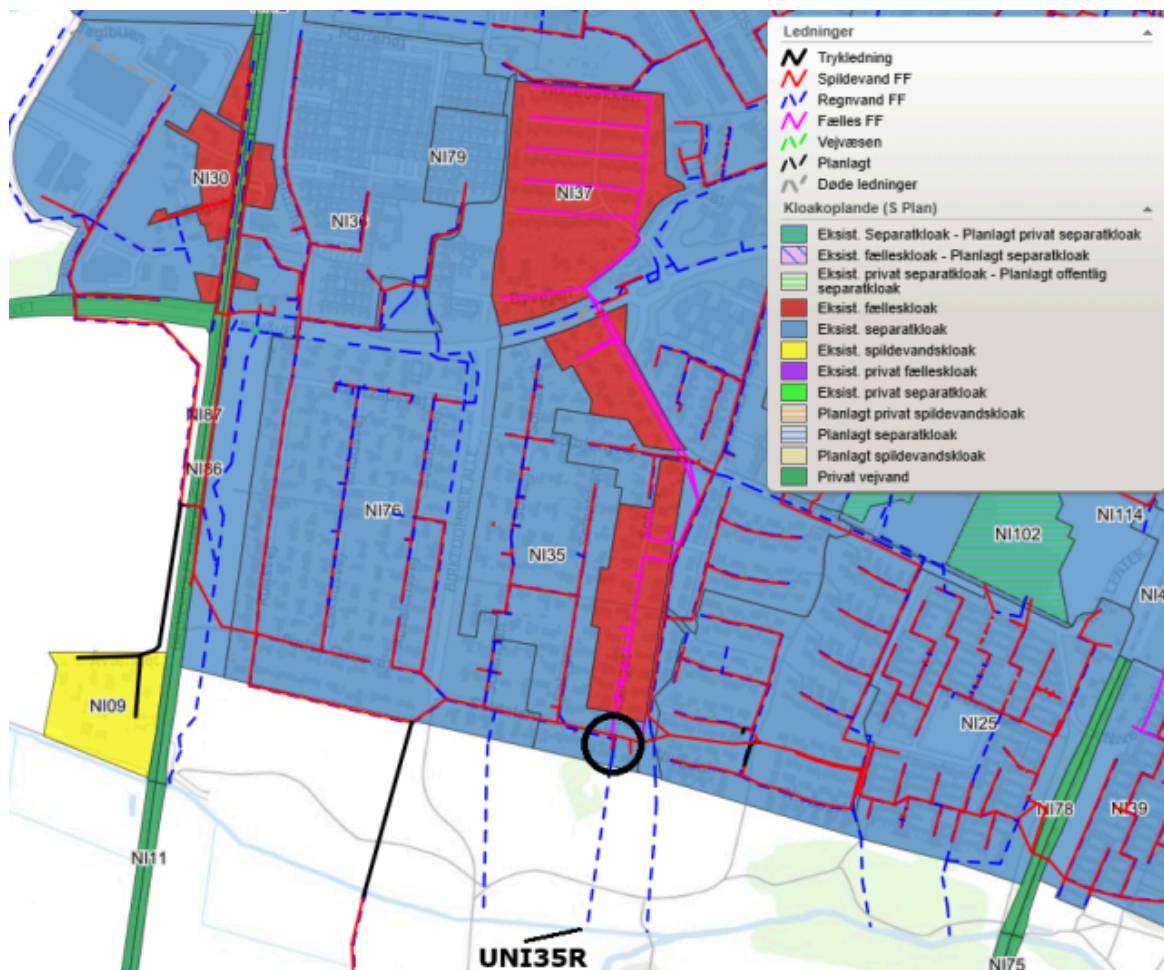 Ledninger
Trykledning
Spildevand FF
Regnvand FF
Fælles FF
Vejvæsen
Planlagt
Døde ledninger
Kloakoplande (S Plan)
Eksist. Separatkloak - Planlagt privat separatkloak
Eksist. fælleskloak - Planlagt separatkloak
Eksist. privat separatkloak - Planlagt offentlig
separatkloak
Eksist. fælleskloak
Eksist. separatkloak
Eksist. spildevandskloak
Eksist. privat fælleskloak
Eksist. privat separatkloak
Planlagt privat spildevandskloak
Planlagt separatkloak
Planlagt spildevandskloak
Privat vejvand
NI79
NI30
NI37
NI36
NI87
NI86
NI76
NI35
NI102
NI114
NI09
NI25
NI78
NI39
NI11
UNI35R
NI75